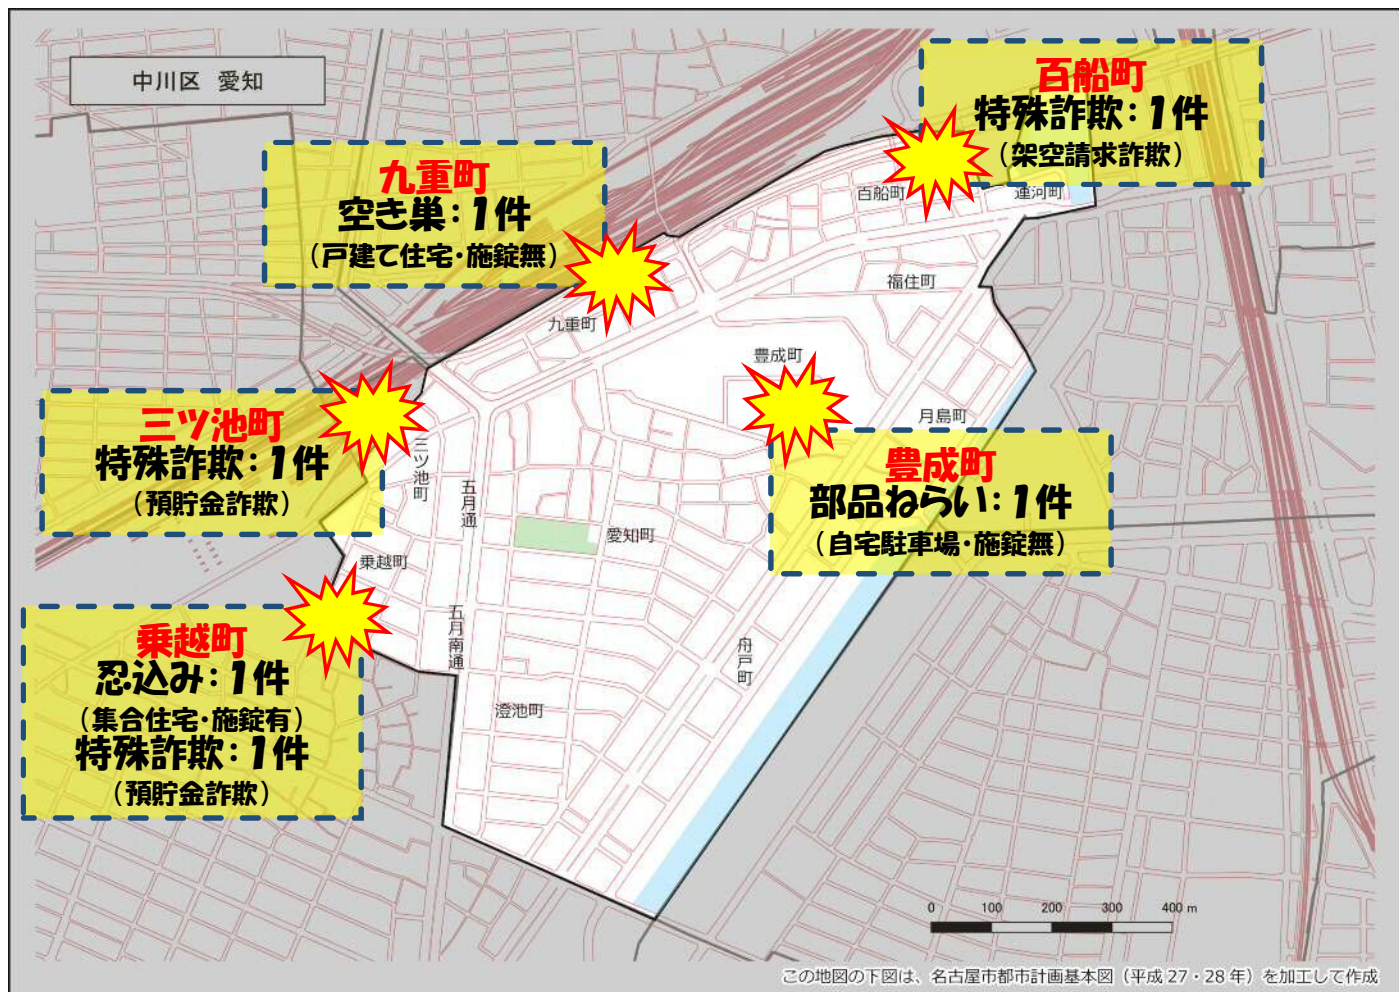 中川区 愛知
百船町
特殊詐欺：1件
（架空請求詐欺）
九重町
空き巣：1件
（戸建て住宅・施錠無）
百船町
運河町
福住町
九重町
豊成町
月島町
三ツ池町
特殊詐欺：1件
（預貯金詐欺）
三ツ池町
五月通
豊成町
部品ねらい：1件
（自宅駐車場・施錠無）
愛知町
乗越町
五月南通
舟戸町
澄池町
乗越町
忍込み：1件
（集合住宅・施錠有）
特殊詐欺：1件
（預貯金詐欺）
0 100 200 300 400 m
この地図の下図は、名古屋市都市計画基本図（平成 27・28 年）を加工して作成